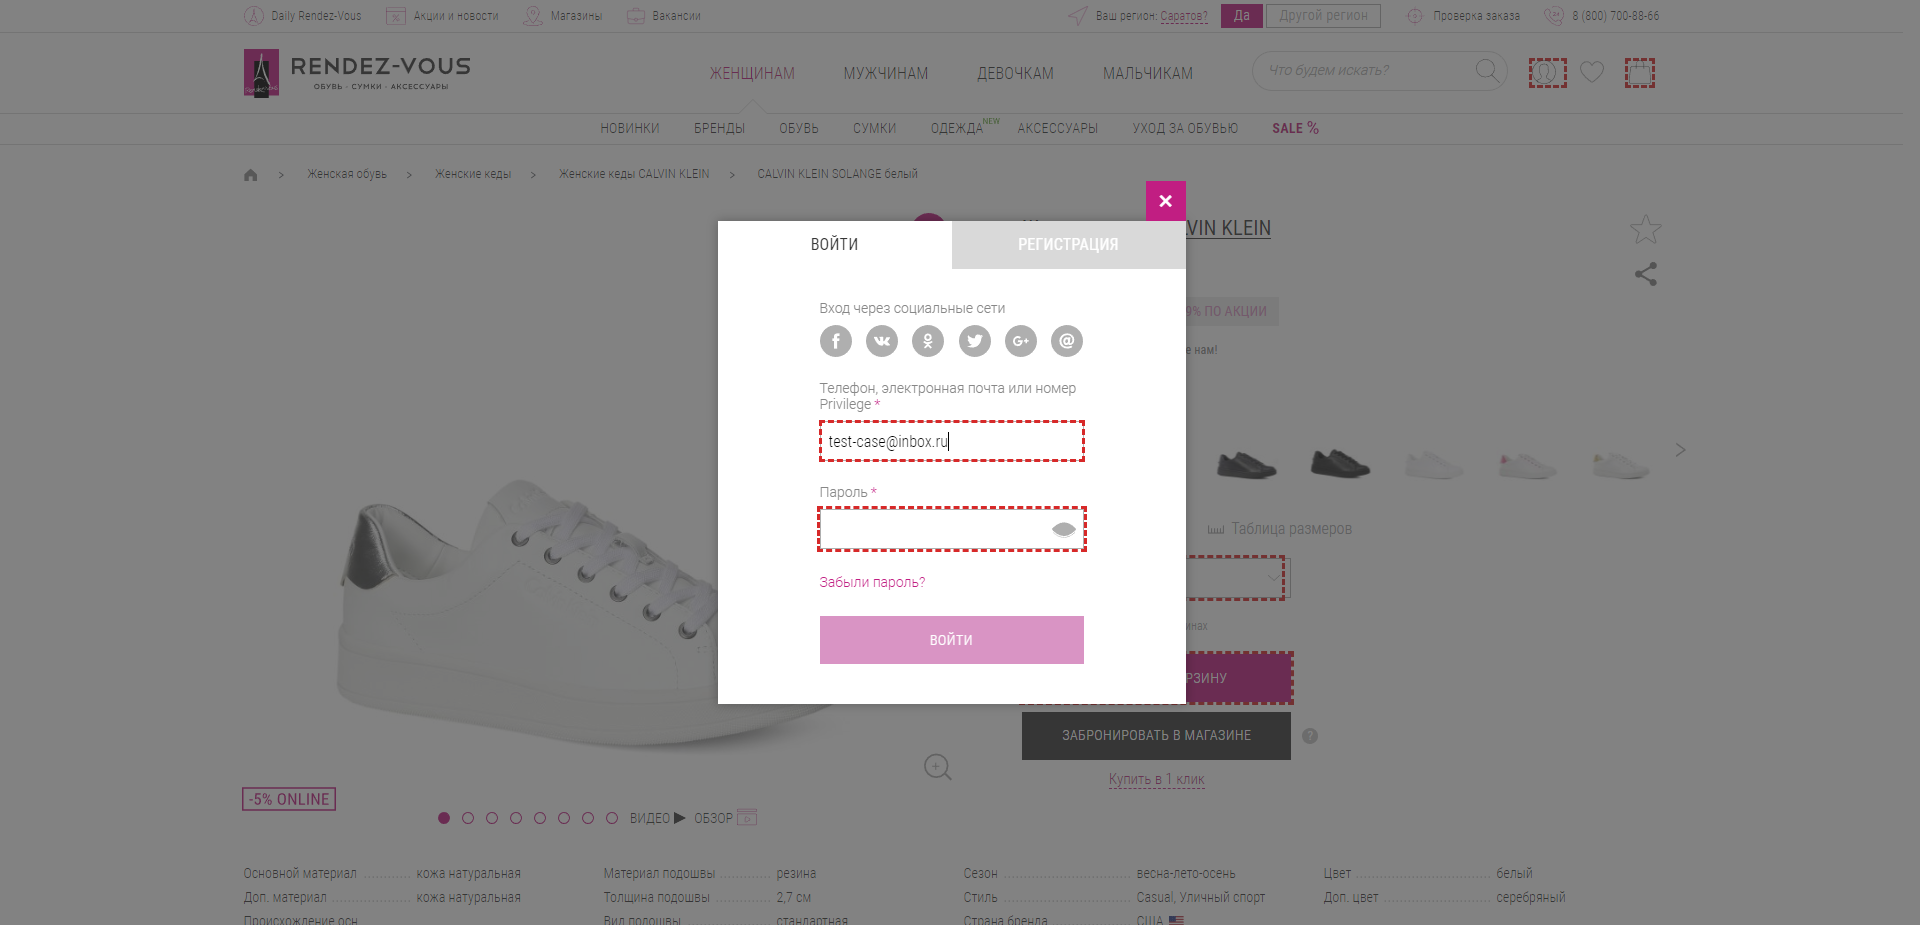 Daily Rendez-Vous Акции и новости Магазины Вакансии Ваш регион: Саратов? Да Другой регион Проверка заказа 8 (800) 700-88-66
RENDEZ-VOUS
ОБУВЬ · СУМКИ · АКСЕССУАРЫ
ЖЕНЩИНАМ МУЖЧИНАМ ДЕВОЧКАМ МАЛЬЧИКАМ Что будем искать?
НОВИНКИ БРЕНДЫ ОБУВЬ СУМКИ ОДЕЖДА NEW АКСЕССУАРЫ УХОД ЗА ОБУВЬЮ SALE %
Женская обувь > Женские кеды > Женские кеды CALVIN KLEIN > CALVIN KLEIN SOLANGE белый
LVIN KLEIN
ВОЙТИ РЕГИСТРАЦИЯ
9% ПО АКЦИИ
Вход через социальные сети
е нам!
Телефон, электронная почта или номер
Privilege *
test-case@inbox.ru
Пароль *
Таблица размеров
Забыли пароль?
инах
ВОЙТИ
РЗИНУ
ЗАБРОНИРОВАТЬ В МАГАЗИНЕ ?
Купить в 1 клик
-5% ONLINE
ВИДЕО ОБЗОР
Основной материал кожа натуральная Материал подошвы резина Сезон весна-лето-осень Цвет белый
Доп. материал кожа натуральная Толщина подошвы 2,7 см Стиль Casual, Уличный спорт Доп. цвет серебряный
Происхождение осн. Вид подошвы стандартная Страна бренда США